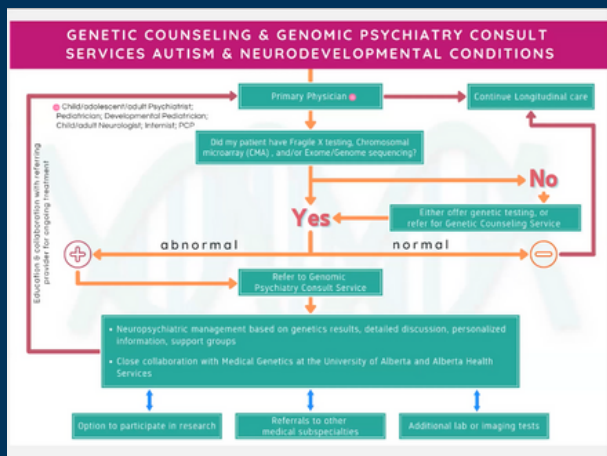 GENETIC COUNSELING & GENOMIC PSYCHIATRY CONSULT
SERVICES AUTISM & NEURODEVELOPMENTAL CONDITIONS
Primary Physician
Continue Longitudinal care
Child/adolescent/adult Psychiatrist;
Pediatrician; Developmental Pediatrician;
Child/adult Neurologist; Internist; PCP
Did my patient have Fragile X testing, Chromosomal
microarray (CMA) , and/or Exome/Genome sequencing?
No
Yes
Either offer genetic testing, or
refer for Genetic Counseling Service
abnormal
normal
Refer to Genomic
Psychiatry Consult Service
Education & collaboration with referring
provider for ongoing treatment
• Neuropsychiatric management based on genetics results, detailed discussion, personalized
information, support groups
• Close collaboration with Medical Genetics at the University of Alberta and Alberta Health
Services
Option to participate in research
Referrals to other
medical subspecialties
Additional lab or imaging tests